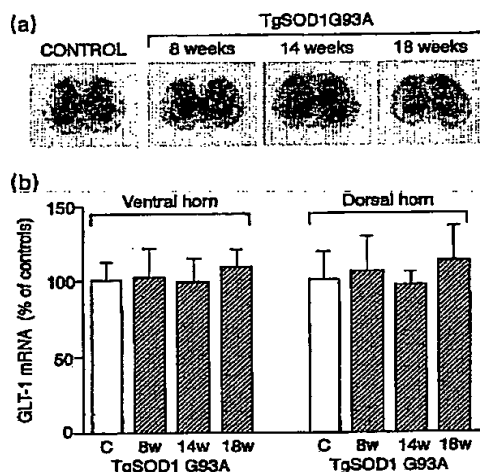 (a)
TgSOD1G93A
CONTROL 8 weeks 14 weeks 18 weeks
(b)
Ventral horn Dorsal horn
GLT-1 mRNA (% of controls)
150
100
50
0
C 8w 14w 18w C 8w 14w 18w
TgSOD1 G93A TgSOD1 G93A